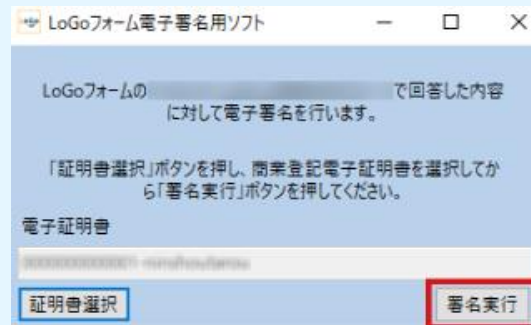 LoGoフォーム電子署名用ソフト
LoGoフォームの で回答した内容
に対して電子署名を行います。
「証明書選択」ボタンを押し、商業登記電子証明書を選択してか
ら「署名実行」ボタンを押してください。
電子証明書
証明書選択
署名実行